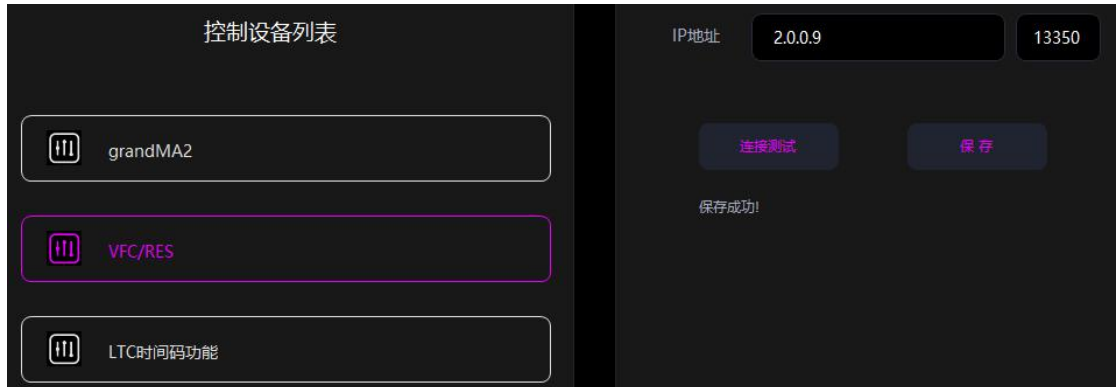 控制设备列表
grandMA2
VFC/RES
LTC时间码功能
IP地址 2.0.0.9 13350
连接测试 保 存
保存成功!